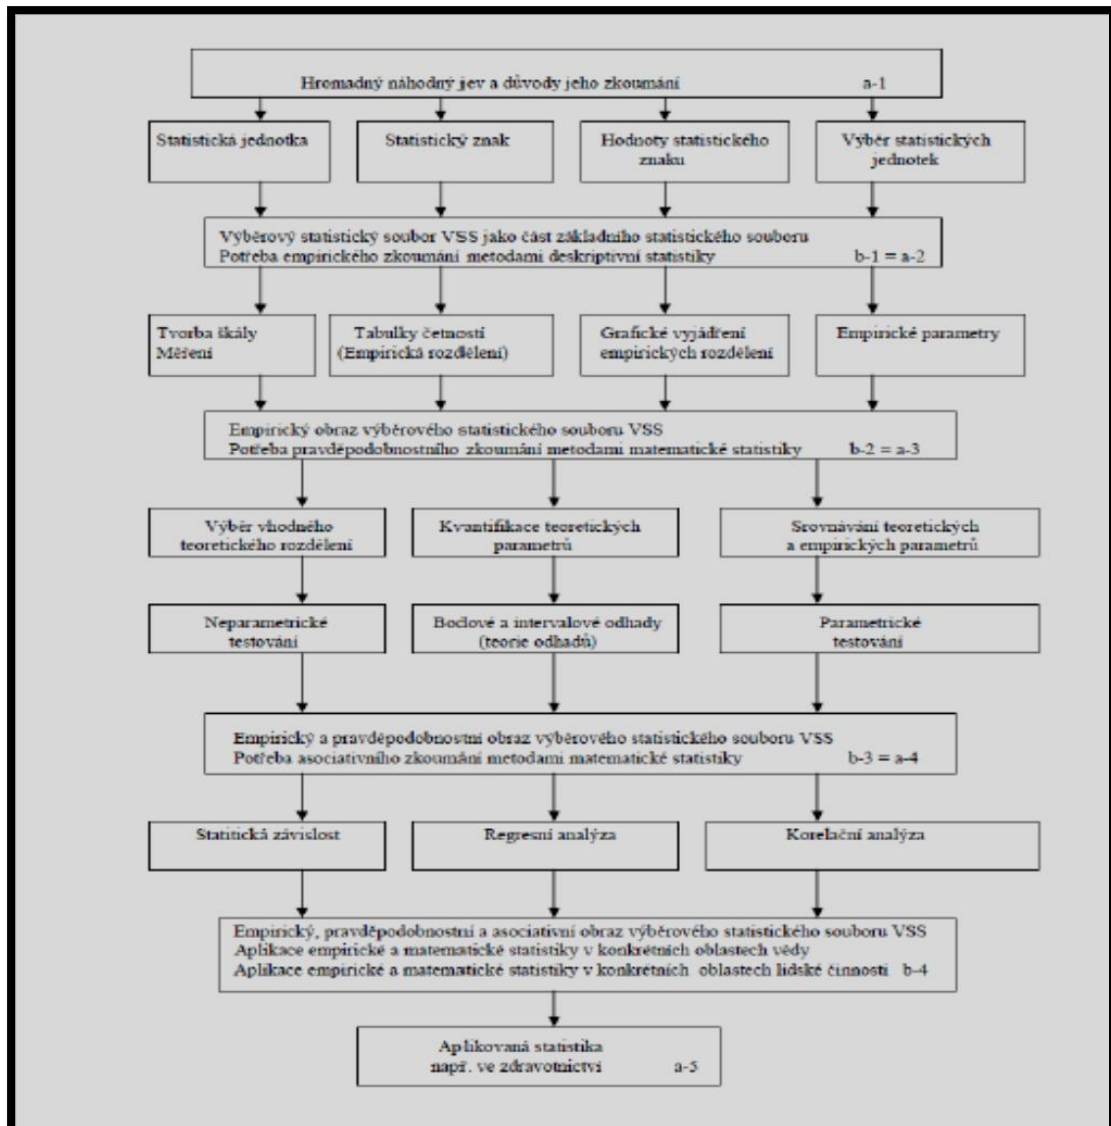 Hromadný náhodný jev a důvody jeho zkoumání a-1
Statistická jednotka
Statistický znak
Hodnoty statistického
znaku
Výběr statistických
jednotek
Výběrový statistický soubor VSS jako část základního statistického souboru
Potřeba empirického zkoumání metodami deskriptivní statistiky b-1 = a-2
Tvorba škály
Měření
Tabulky četností
(Empirická rozdělení)
Grafické vyjádření
empirických rozdělení
Empirické parametry
Empirický obraz výběrového statistického souboru VSS
Potřeba pravděpodobnostního zkoumání metodami matematické statistiky b-2 = a-3
Výběr vhodného
teoretického rozdělení
Kvantifikace teoretických
parametrů
Srovnávání teoretických
a empirických parametrů
Neparametrické
testování
Bodové a intervalové odhady
(teorie odhadů)
Parametrické
testování
Empirický a pravděpodobnostní obraz výběrového statistického souboru VSS
Potřeba asociativního zkoumání metodami matematické statistiky b-3 = a-4
Statitická závislost
Regresní analýza
Korelační analýza
Empirický, pravděpodobnostní a asociativní obraz výběrového statistického souboru VSS
Aplikace empirické a matematické statistiky v konkrétních oblastech vědy
Aplikace empirické a matematické statistiky v konkrétních oblastech lidské činnosti b-4
Aplikovaná statistika
např. ve zdravotnictví a-5